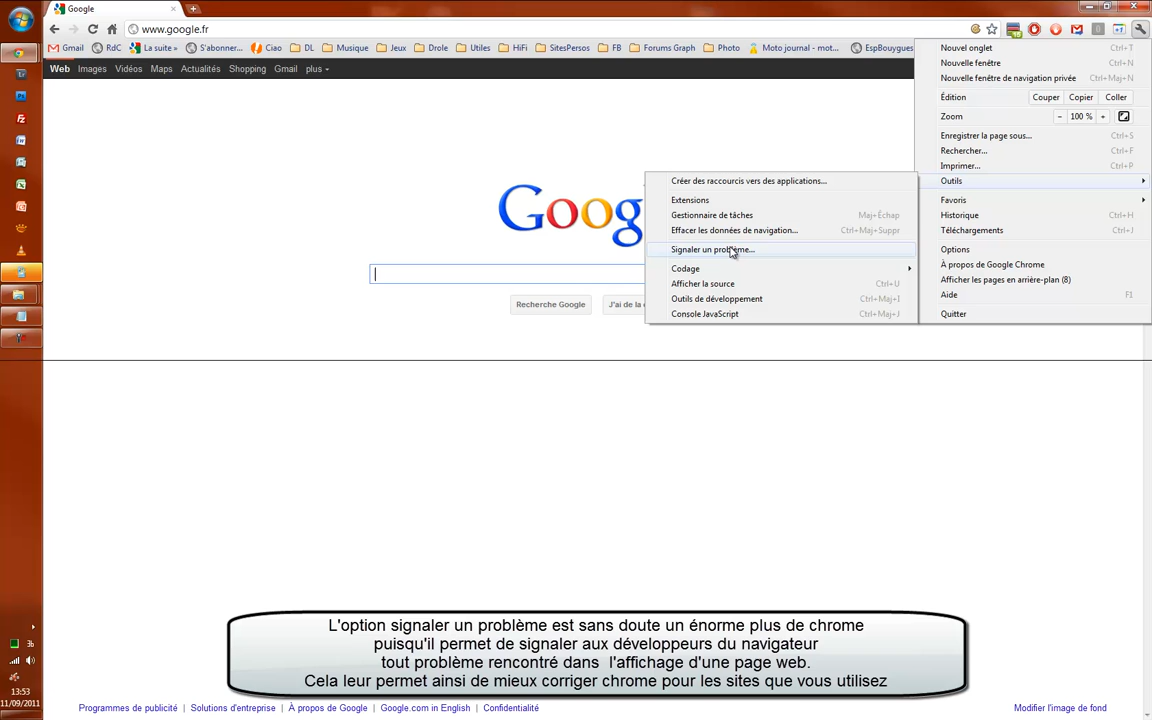 Google
www.google.fr
Gmail RdC La suite » S'abonner... Ciao DL Musique Jeux Drole Utiles HiFi SitesPersos FB Forums Graph Photo Moto journal - mot... EspBouygues
Web Images Vidéos Maps Actualités Shopping Gmail plus
Nouvel onglet Ctrl+T
Nouvelle fenêtre Ctrl+N
Nouvelle fenêtre de navigation privée Ctrl+Maj+N
Édition Couper Copier Coller
Zoom − 100 % +
Enregistrer la page sous... Ctrl+S
Rechercher... Ctrl+F
Imprimer... Ctrl+P
Outils
Favoris
Historique Ctrl+H
Téléchargements Ctrl+J
Options
À propos de Google Chrome
Afficher les pages en arrière-plan (8)
Aide F1
Quitter
Créer des raccourcis vers des applications...
Extensions
Gestionnaire de tâches Maj+Échap
Effacer les données de navigation... Ctrl+Maj+Suppr
Signaler un problème...
Codage
Afficher la source Ctrl+U
Outils de développement Ctrl+Maj+I
Console JavaScript Ctrl+Maj+J
Goog
Recherche Google J'ai de la
L'option signaler un problème est sans doute un énorme plus de chrome
puisqu'il permet de signaler aux développeurs du navigateur
tout problème rencontré dans l'affichage d'une page web.
Cela leur permet ainsi de mieux corriger chrome pour les sites que vous utilisez
13:53
11/09/2011
Programmes de publicité Solutions d'entreprise À propos de Google Google.com in English Confidentialité Modifier l'image de fond